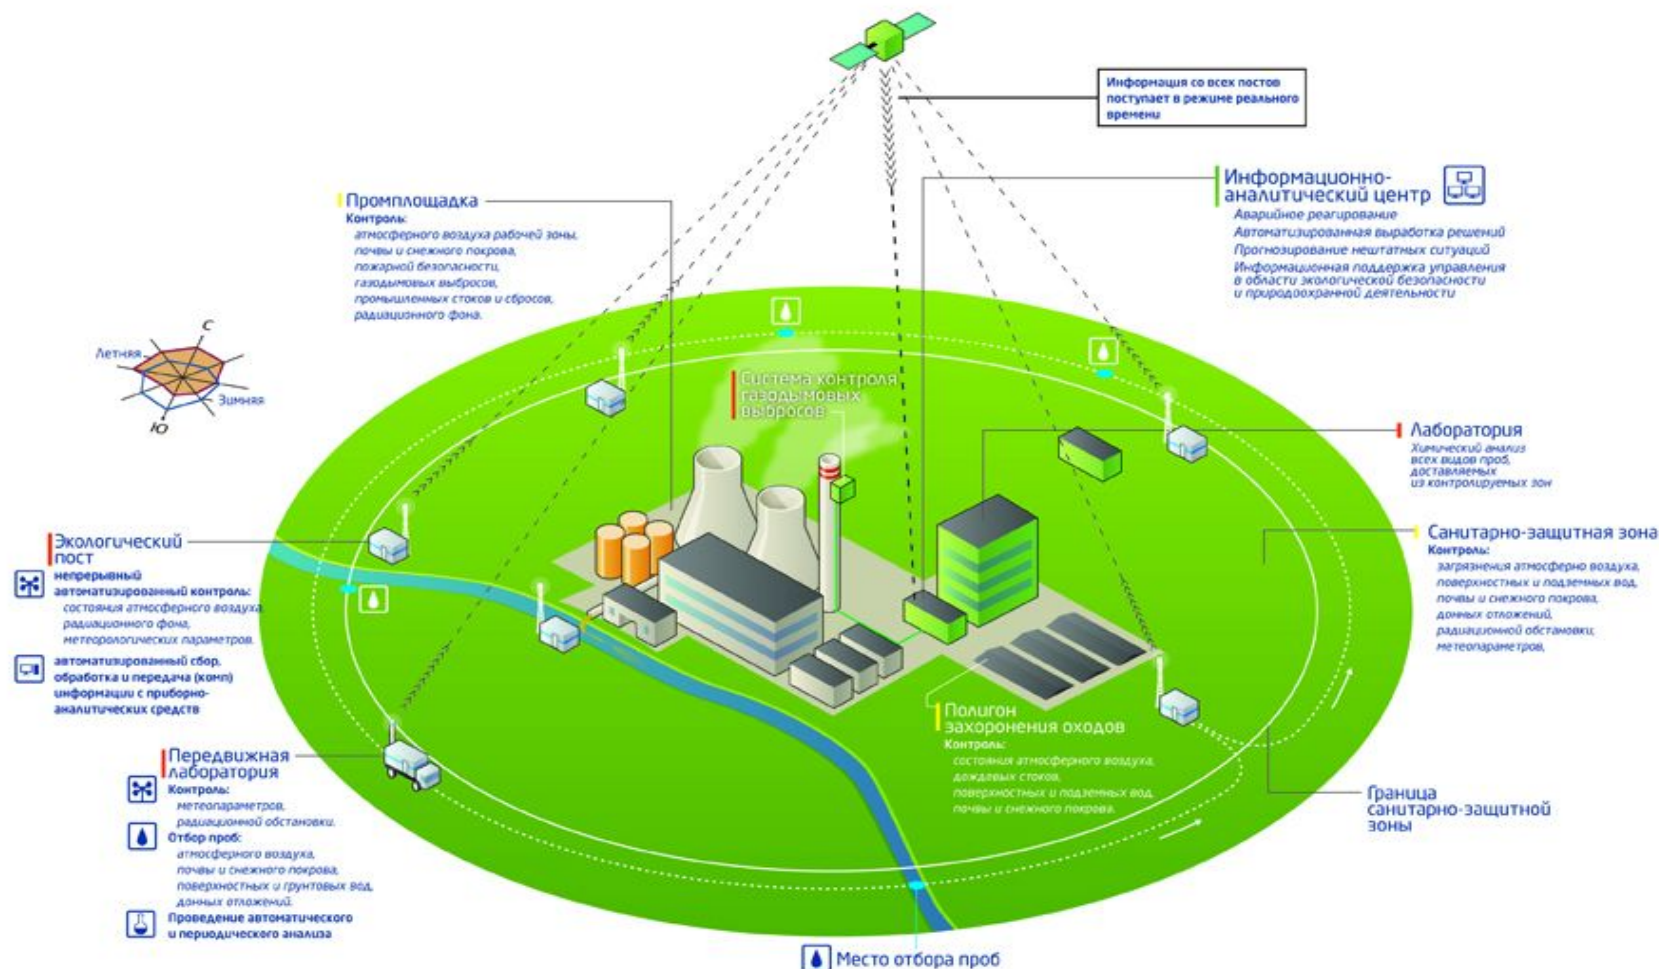 Информация со всех постов
поступает в режиме реального
времени
Информационно-
аналитический центр
Аварийное реагирование
Автоматизированная выработка решений
Прогнозирование нештатных ситуаций
Информационная поддержка управления
в области экологической безопасности
и природоохранной деятельности
Промплощадка
Контроль:
атмосферного воздуха рабочей зоны,
почвы и снежного покрова,
пожарной безопасности,
газодымовых выбросов,
промышленных стоков и сбросов,
радиационного фона.
С
Летняя
Зимняя
Ю
Система контроля
газодымовых
выбросов
Лаборатория
Химический анализ
всех видов проб,
доставляемых
из контролируемых зон
Санитарно-защитная зона
Контроль:
загрязнения атмосферно воздуха,
поверхностных и подземных вод,
почвы и снежного покрова,
донных отложений,
радиационной обстановки,
метеопараметров,
Экологический
пост
непрерывный
автоматизированный контроль:
состояния атмосферного воздуха,
радиационного фона,
метеорологических параметров.
автоматизированный сбор,
обработка и передача (комп)
информации с приборно-
аналитических средств
Полигон
захоронения оходов
Контроль:
состояния атмосферного воздуха,
дождевых стоков,
поверхностных и подземных вод,
почвы и снежного покрова.
Передвижная
лаборатория
Контроль:
метеопараметров,
радиационной обстановки.
Отбор проб:
атмосферного воздуха,
почвы и снежного покрова,
поверхностных и грунтовых вод,
донных отложений.
Проведение автоматического
и периодического анализа
Граница
санитарно-защитной
зоны
Место отбора проб